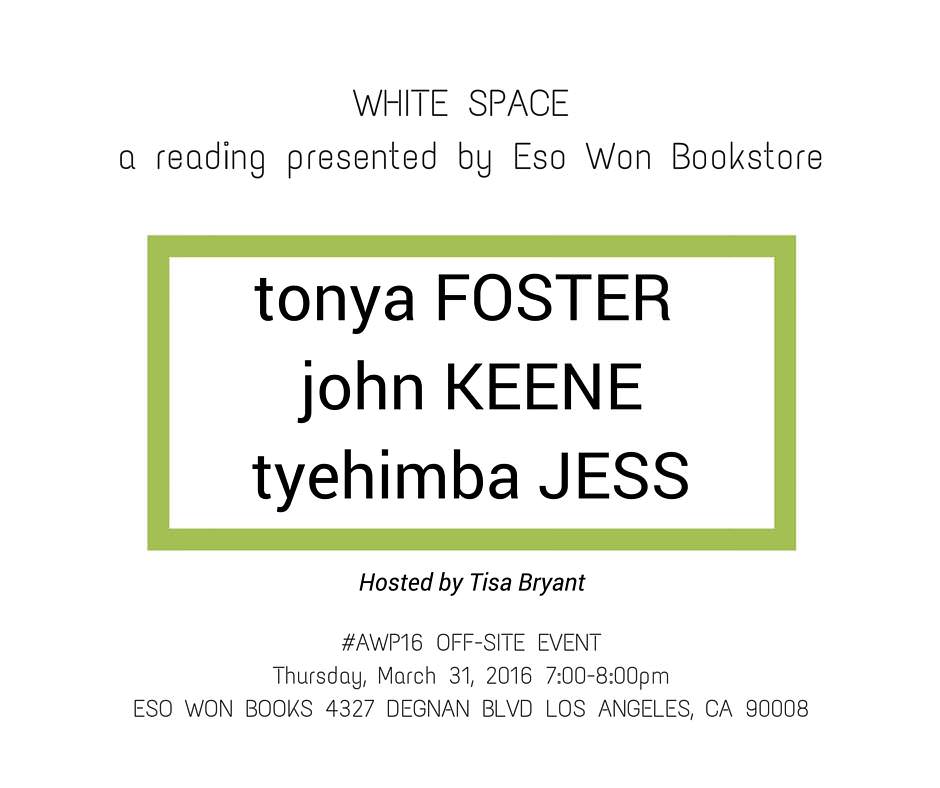 WHITE SPACE
a reading presented by Eso Won Bookstore
tonya FOSTER
john KEENE
tyehimba JESS
Hosted by Tisa Bryant
#AWP16 OFF-SITE EVENT
Thursday, March 31, 2016 7:00-8:00pm
ESO WON BOOKS 4327 DEGNAN BLVD LOS ANGELES, CA 90008